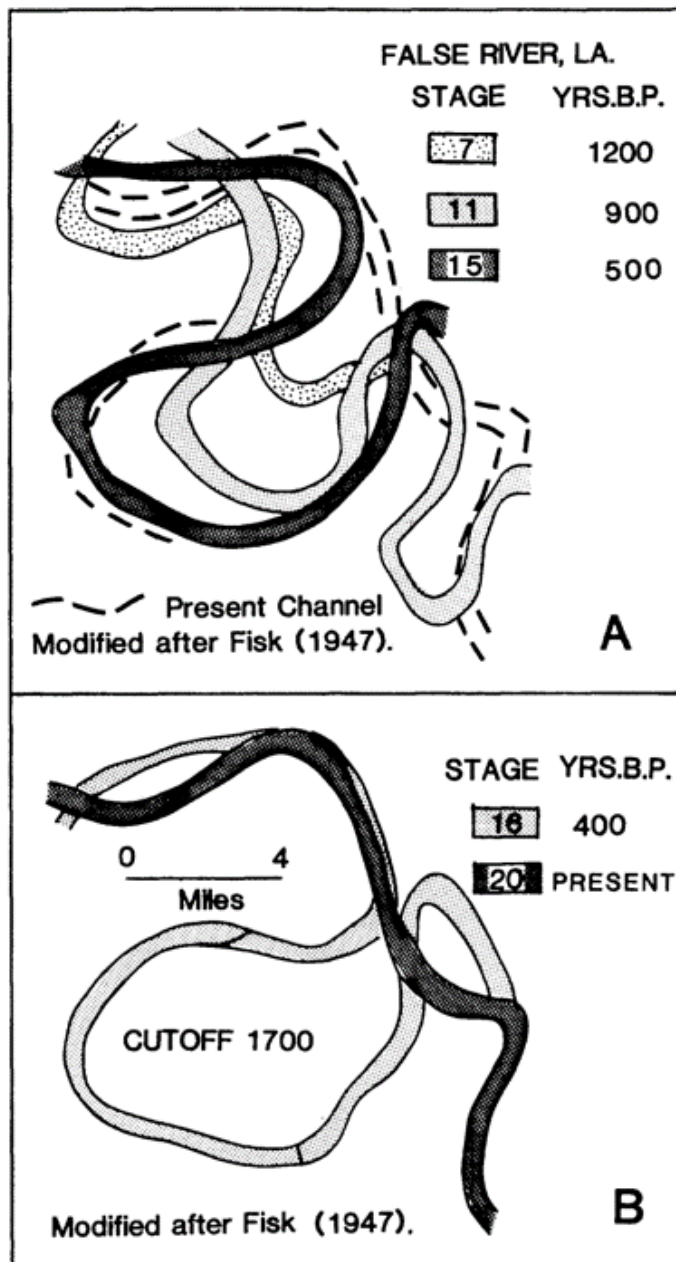 FALSE RIVER, LA.
STAGE YRS.B.P.
7 1200
11 900
15 500
Present Channel
Modified after Fisk (1947).
A
STAGE YRS.B.P.
16 400
20 PRESENT
0 4
Miles
CUTOFF 1700
Modified after Fisk (1947).
B